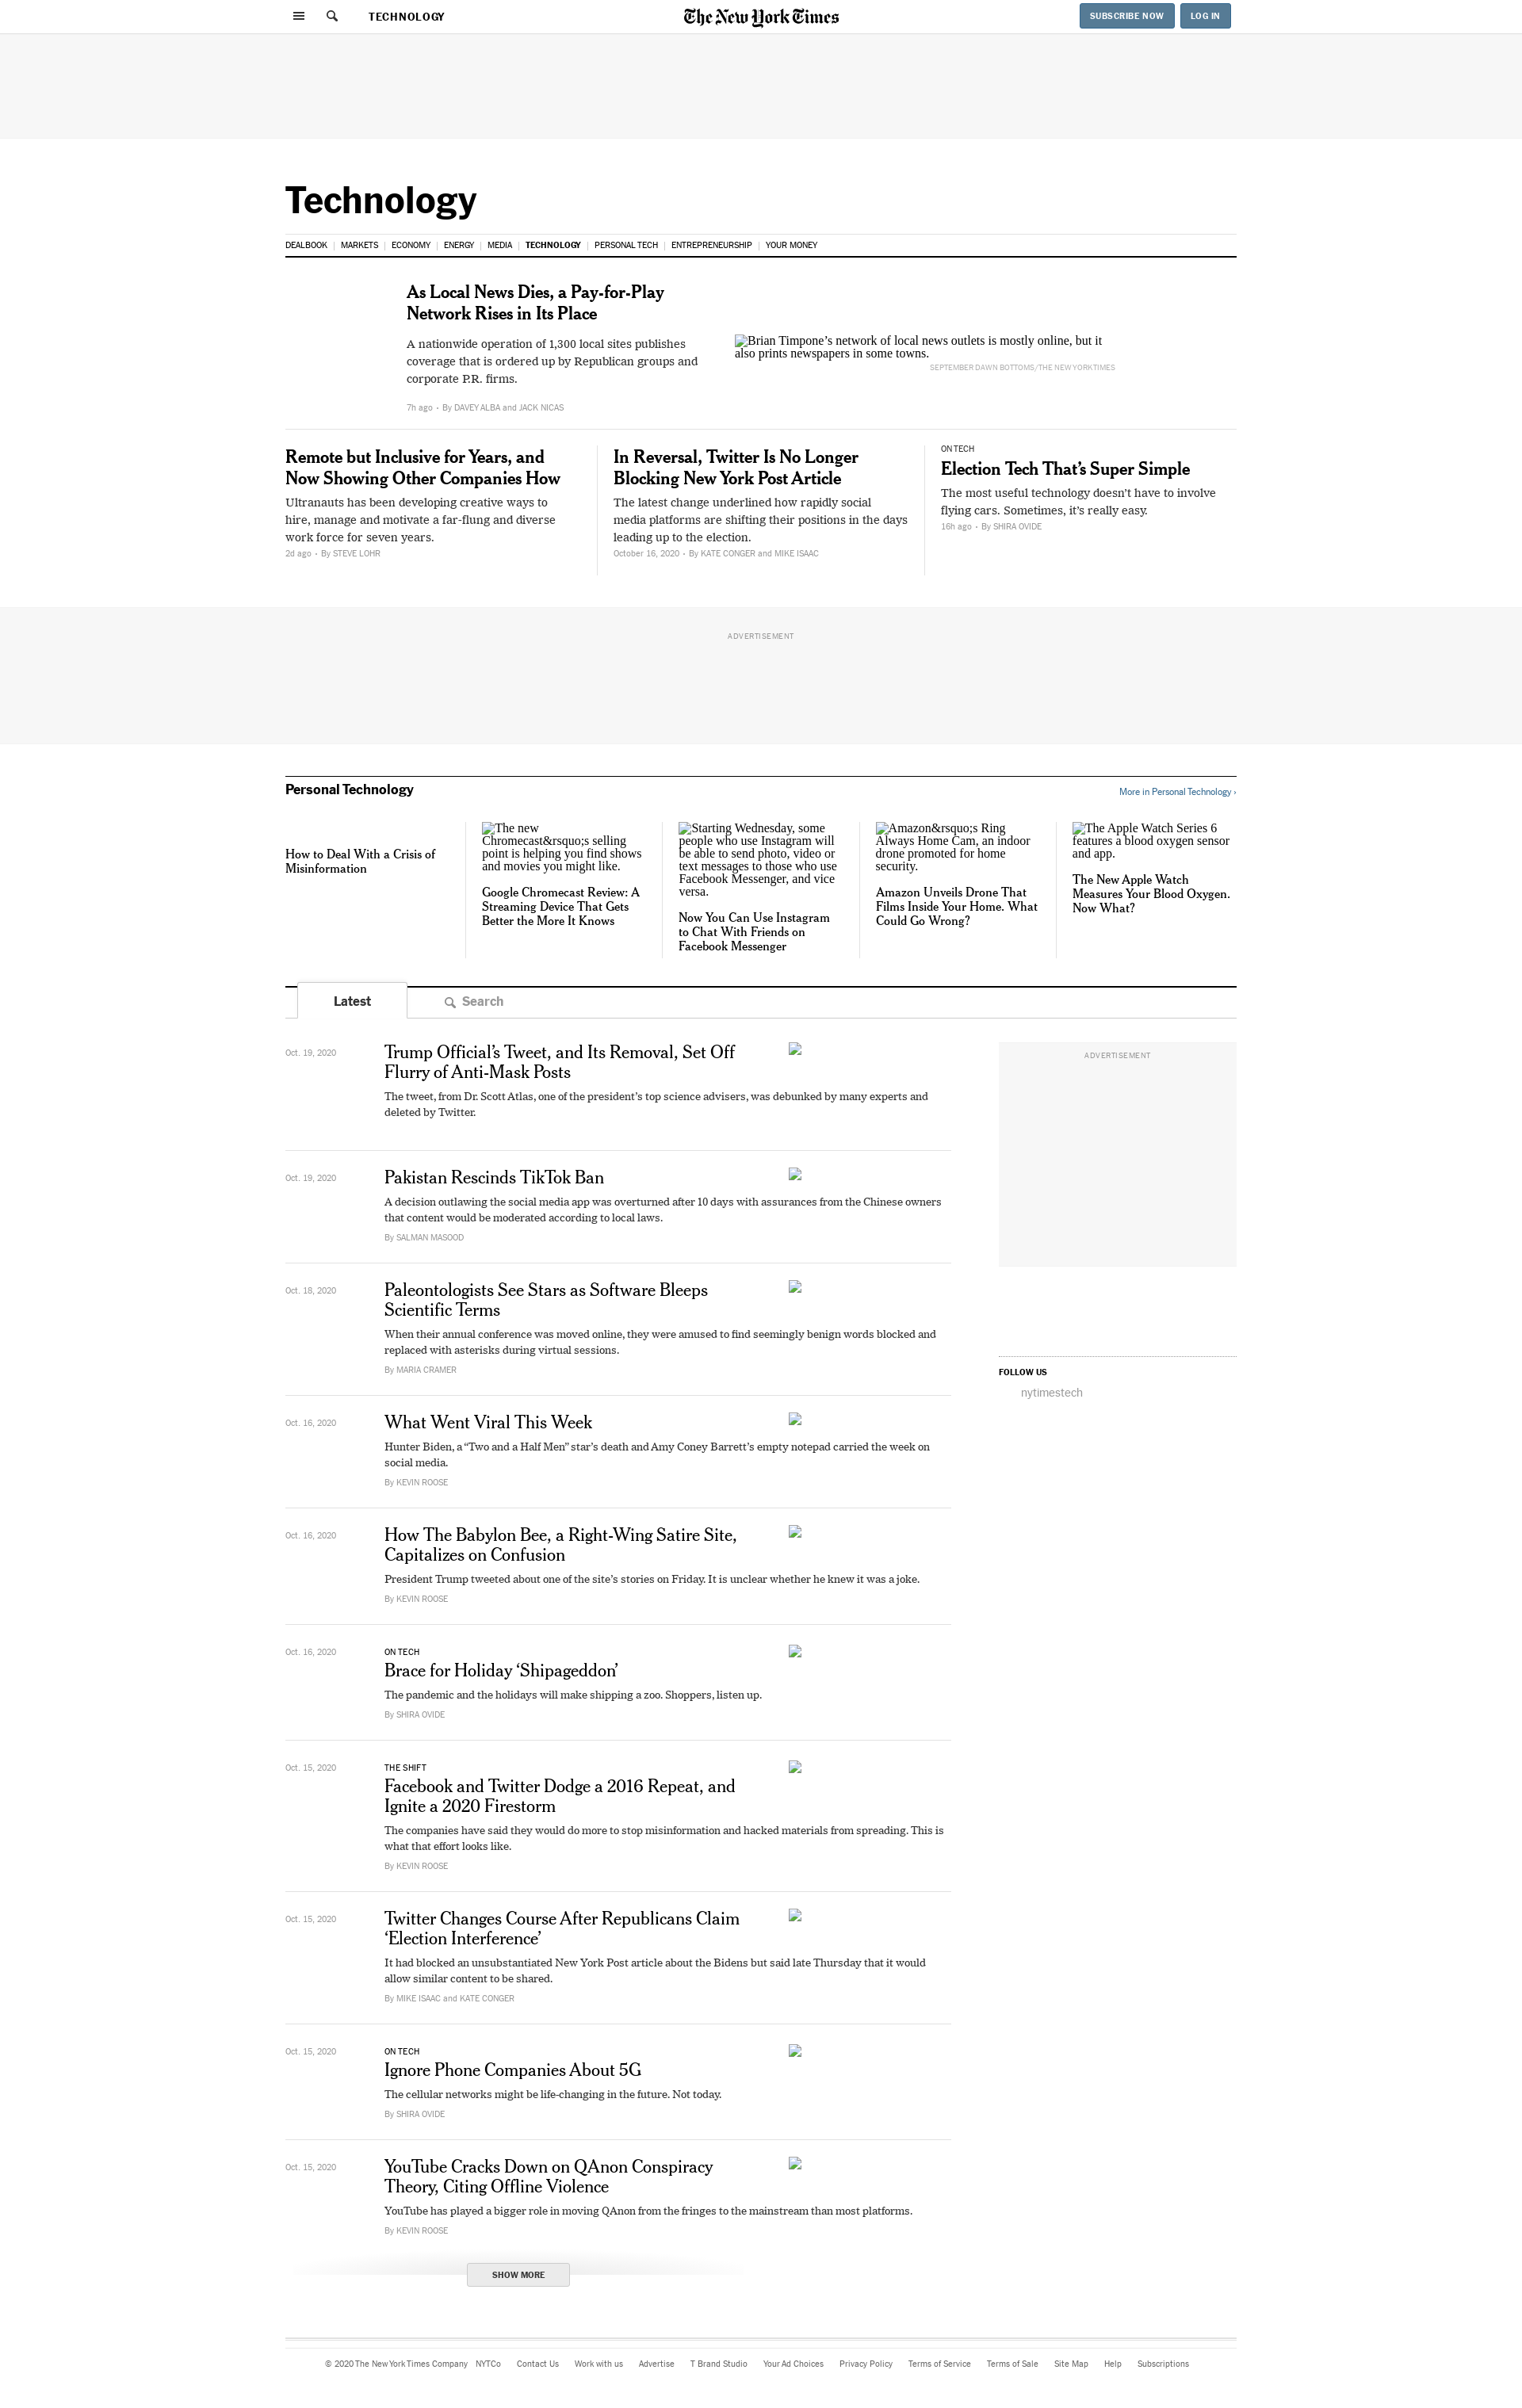 TECHNOLOGY
The New York Times
SUBSCRIBE NOW
LOG IN
Technology
DEALBOOK
MARKETS
ECONOMY
ENERGY
MEDIA
TECHNOLOGY
PERSONAL TECH
ENTREPRENEURSHIP
YOUR MONEY
As Local News Dies, a Pay-for-Play
Network Rises in Its Place
A nationwide operation of 1,300 local sites publishes
coverage that is ordered up by Republican groups and
corporate P.R. firms.
7h ago • By DAVEY ALBA and JACK NICAS
Brian Timpone’s network of local news outlets is mostly online, but it
also prints newspapers in some towns.
SEPTEMBER DAWN BOTTOMS/THE NEW YORK TIMES
Remote but Inclusive for Years, and
Now Showing Other Companies How
Ultranauts has been developing creative ways to
hire, manage and motivate a far-flung and diverse
work force for seven years.
2d ago • By STEVE LOHR
In Reversal, Twitter Is No Longer
Blocking New York Post Article
The latest change underlined how rapidly social
media platforms are shifting their positions in the days
leading up to the election.
October 16, 2020 • By KATE CONGER and MIKE ISAAC
ON TECH
Election Tech That’s Super Simple
The most useful technology doesn’t have to involve
flying cars. Sometimes, it’s really easy.
16h ago • By SHIRA OVIDE
ADVERTISEMENT
Personal Technology
More in Personal Technology ›
How to Deal With a Crisis of
Misinformation
The new
Chromecast&rsquo;s selling
point is helping you find shows
and movies you might like.
Google Chromecast Review: A
Streaming Device That Gets
Better the More It Knows
Starting Wednesday, some
people who use Instagram will
be able to send photo, video or
text messages to those who use
Facebook Messenger, and vice
versa.
Now You Can Use Instagram
to Chat With Friends on
Facebook Messenger
Amazon&rsquo;s Ring
Always Home Cam, an indoor
drone promoted for home
security.
Amazon Unveils Drone That
Films Inside Your Home. What
Could Go Wrong?
The Apple Watch Series 6
features a blood oxygen sensor
and app.
The New Apple Watch
Measures Your Blood Oxygen.
Now What?
Latest
Search
Oct. 19, 2020
Trump Official’s Tweet, and Its Removal, Set Off
Flurry of Anti-Mask Posts
The tweet, from Dr. Scott Atlas, one of the president’s top science advisers, was debunked by many experts and
deleted by Twitter.
ADVERTISEMENT
Oct. 19, 2020
Pakistan Rescinds TikTok Ban
A decision outlawing the social media app was overturned after 10 days with assurances from the Chinese owners
that content would be moderated according to local laws.
By SALMAN MASOOD
Oct. 18, 2020
Paleontologists See Stars as Software Bleeps
Scientific Terms
When their annual conference was moved online, they were amused to find seemingly benign words blocked and
replaced with asterisks during virtual sessions.
By MARIA CRAMER
FOLLOW US
nytimestech
Oct. 16, 2020
What Went Viral This Week
Hunter Biden, a “Two and a Half Men” star’s death and Amy Coney Barrett’s empty notepad carried the week on
social media.
By KEVIN ROOSE
Oct. 16, 2020
How The Babylon Bee, a Right-Wing Satire Site,
Capitalizes on Confusion
President Trump tweeted about one of the site’s stories on Friday. It is unclear whether he knew it was a joke.
By KEVIN ROOSE
Oct. 16, 2020
ON TECH
Brace for Holiday ‘Shipageddon’
The pandemic and the holidays will make shipping a zoo. Shoppers, listen up.
By SHIRA OVIDE
Oct. 15, 2020
THE SHIFT
Facebook and Twitter Dodge a 2016 Repeat, and
Ignite a 2020 Firestorm
The companies have said they would do more to stop misinformation and hacked materials from spreading. This is
what that effort looks like.
By KEVIN ROOSE
Oct. 15, 2020
Twitter Changes Course After Republicans Claim
‘Election Interference’
It had blocked an unsubstantiated New York Post article about the Bidens but said late Thursday that it would
allow similar content to be shared.
By MIKE ISAAC and KATE CONGER
Oct. 15, 2020
ON TECH
Ignore Phone Companies About 5G
The cellular networks might be life-changing in the future. Not today.
By SHIRA OVIDE
Oct. 15, 2020
YouTube Cracks Down on QAnon Conspiracy
Theory, Citing Offline Violence
YouTube has played a bigger role in moving QAnon from the fringes to the mainstream than most platforms.
By KEVIN ROOSE
SHOW MORE
© 2020 The New York Times Company NYTCo Contact Us Work with us Advertise T Brand Studio Your Ad Choices Privacy Policy Terms of Service Terms of Sale Site Map Help Subscriptions